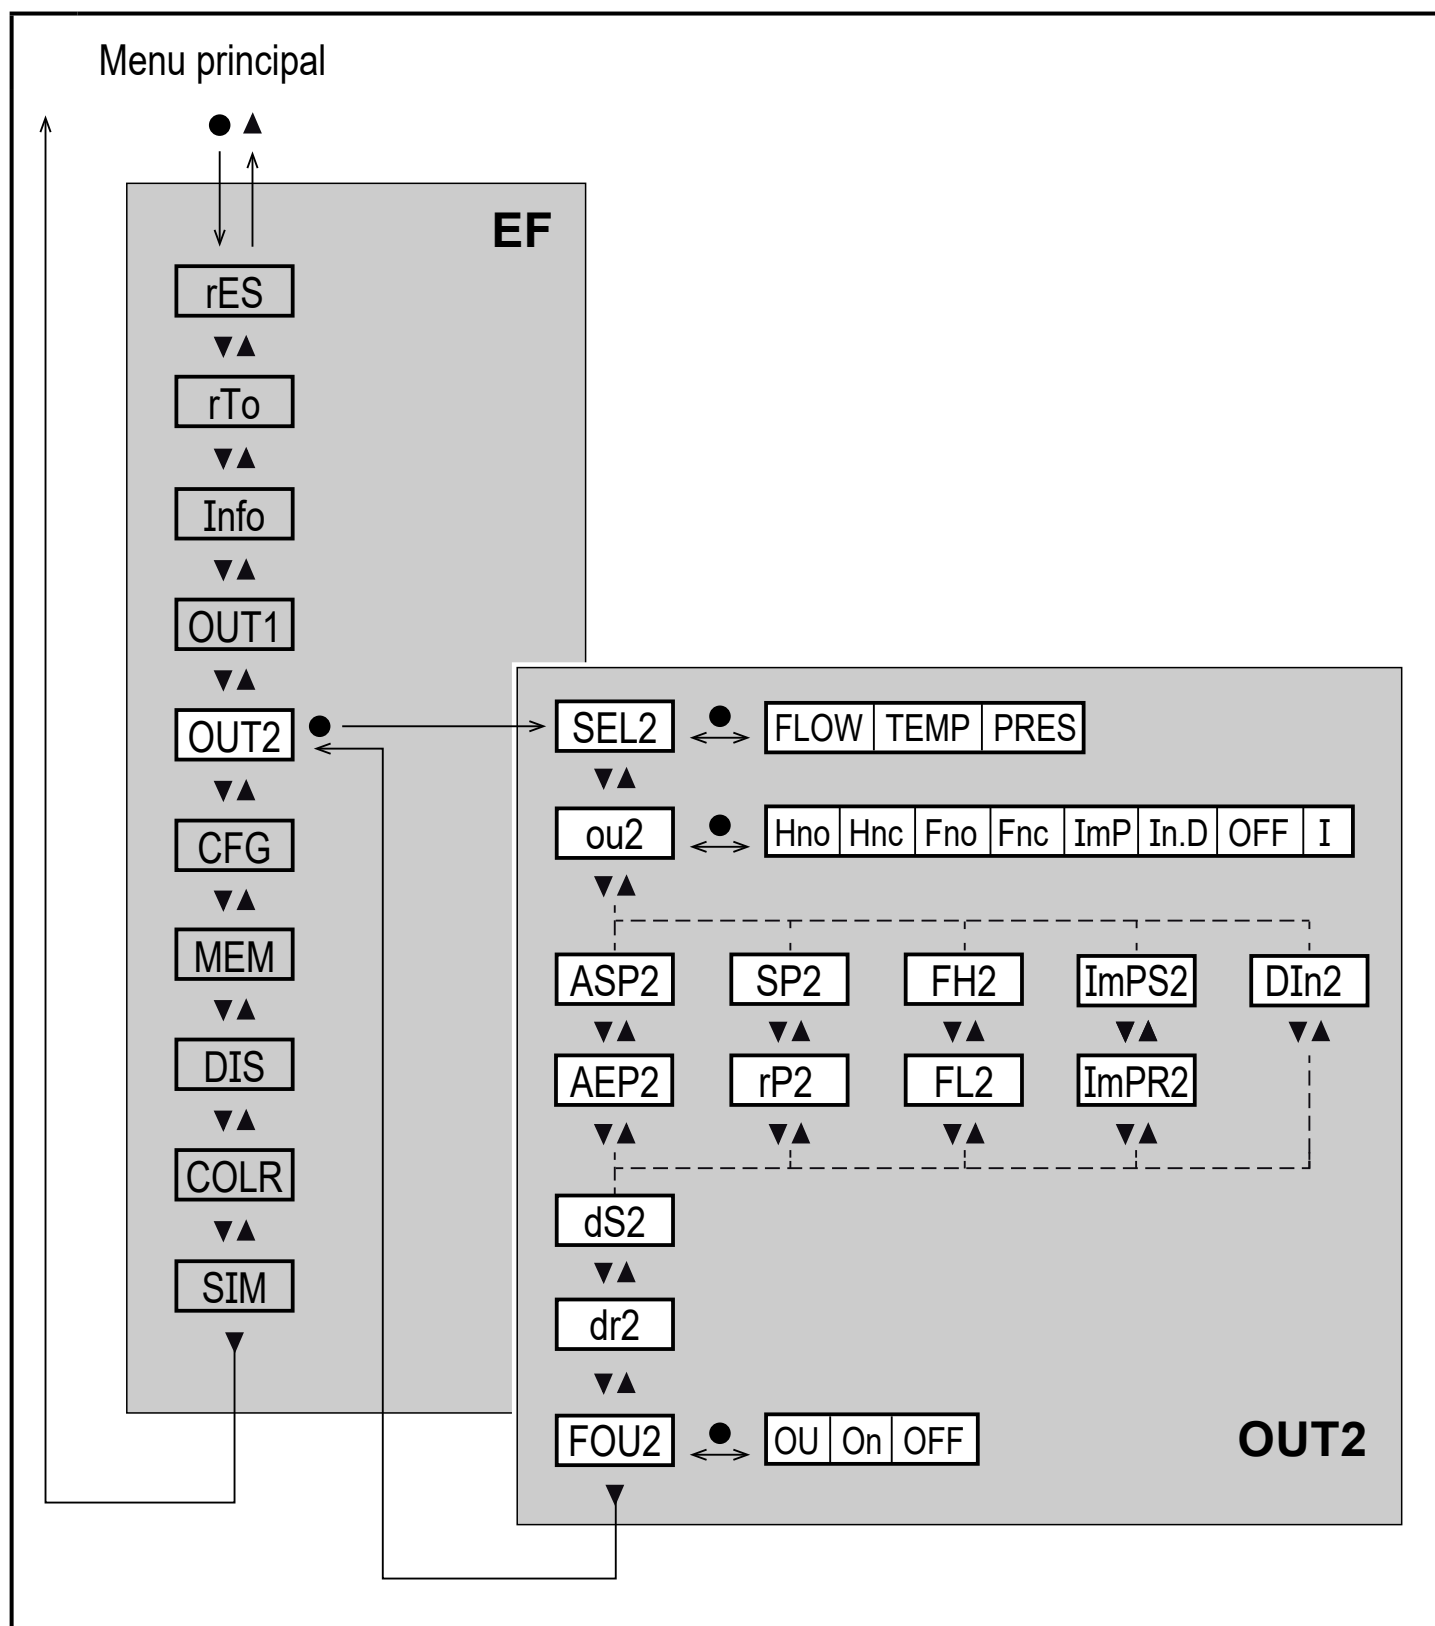 Menu principal
EF
rES
rTo
Info
OUT1
OUT2
CFG
MEM
DIS
COLR
SIM
SEL2 FLOW TEMP PRES
ou2 Hno Hnc Fno Fnc ImP In.D OFF I
ASP2 SP2 FH2 ImPS2 DIn2
AEP2 rP2 FL2 ImPR2
dS2
dr2
FOU2 OU On OFF
OUT2